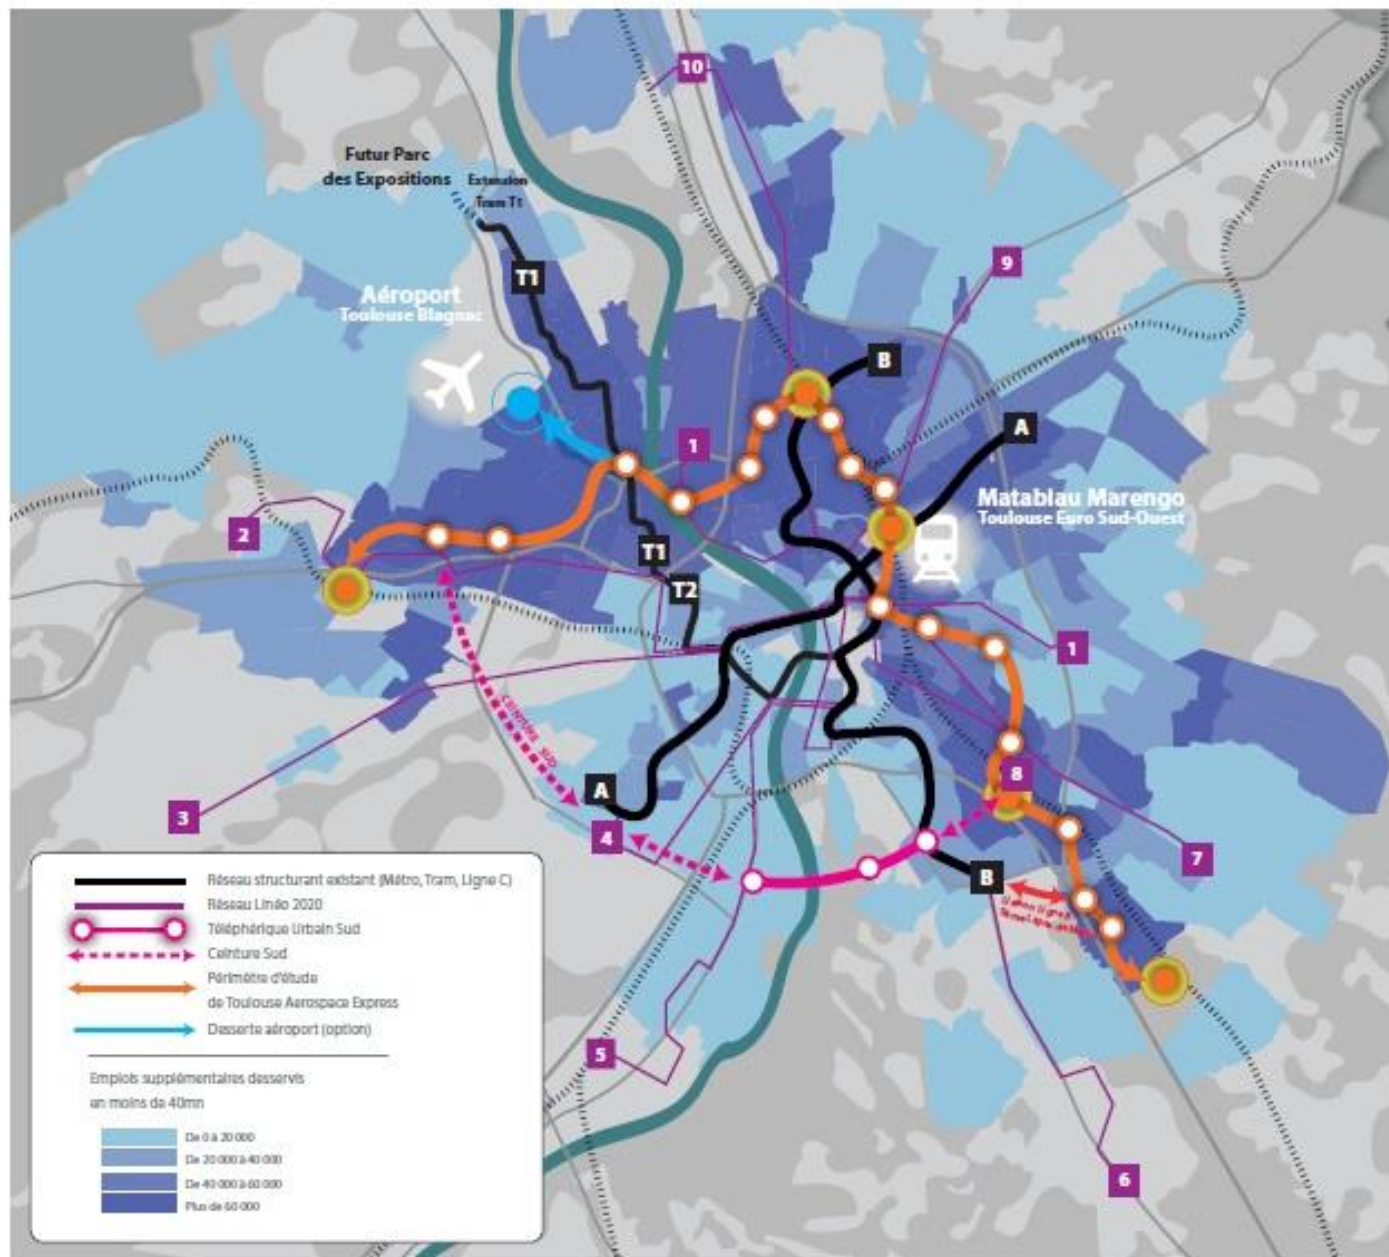 10
Futur Parc
des Expositions
Extension
Tram T1
9
T1
Aéroport
Toulouse Blagnac
B
A
1
Matablau Marengo
Toulouse Euro Sud-Ouest
2
T1
T2
1
CEINTURE SUD
8
A
3
4
7
B
5
6
Réseau structurant existant (Métro, Tram, Ligne C)
Réseau Linéo 2020
Téléphérique Urbain Sud
Ceinture Sud
Périmètre d'étude
de Toulouse Aerospace Express
Desserte aéroport (option)
Emplois supplémentaires desservis
en moins de 40mn
De 0 à 20 000
De 20 000 à 40 000
De 40 000 à 60 000
Plus de 60 000